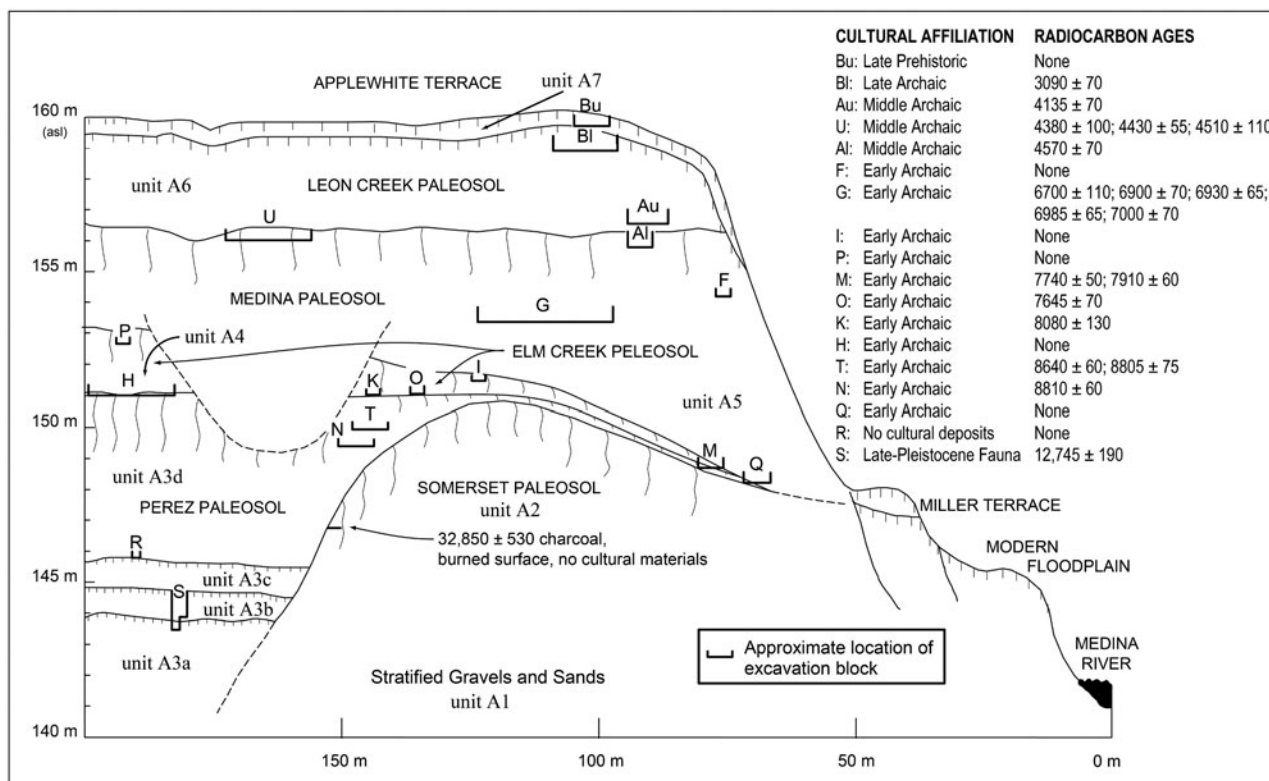 CULTURAL AFFILIATION RADIOCARBON AGES
Bu: Late Prehistoric None
Bl: Late Archaic 3090 ± 70
Au: Middle Archaic 4135 ± 70
U: Middle Archaic 4380 ± 100; 4430 ± 55; 4510 ± 110
Al: Middle Archaic 4570 ± 70
F: Early Archaic None
G: Early Archaic 6700 ± 110; 6900 ± 70; 6930 ± 65;
6985 ± 65; 7000 ± 70
I: Early Archaic None
P: Early Archaic None
M: Early Archaic 7740 ± 50; 7910 ± 60
O: Early Archaic 7645 ± 70
K: Early Archaic 8080 ± 130
H: Early Archaic None
T: Early Archaic 8640 ± 60; 8805 ± 75
N: Early Archaic 8810 ± 60
Q: Early Archaic None
R: No cultural deposits None
S: Late-Pleistocene Fauna 12,745 ± 190
APPLEWHITE TERRACE
unit A7
160 m
(asl)
Bu
Bl
unit A6
LEON CREEK PALEOSOL
U
Au
Al
155 m
MEDINA PALEOSOL
F
G
P
unit A4
ELM CREEK PELEOSOL
H
K
O
I
unit A5
150 m
T
N
M
Q
unit A3d
SOMERSET PALEOSOL
unit A2
PEREZ PALEOSOL
MILLER TERRACE
32,850 ± 530 charcoal,
burned surface, no cultural materials
R
MODERN
FLOODPLAIN
145 m
unit A3c
S
unit A3b
unit A3a
Approximate location of
excavation block
MEDINA
RIVER
Stratified Gravels and Sands
unit A1
140 m
150 m
100 m
50 m
0 m